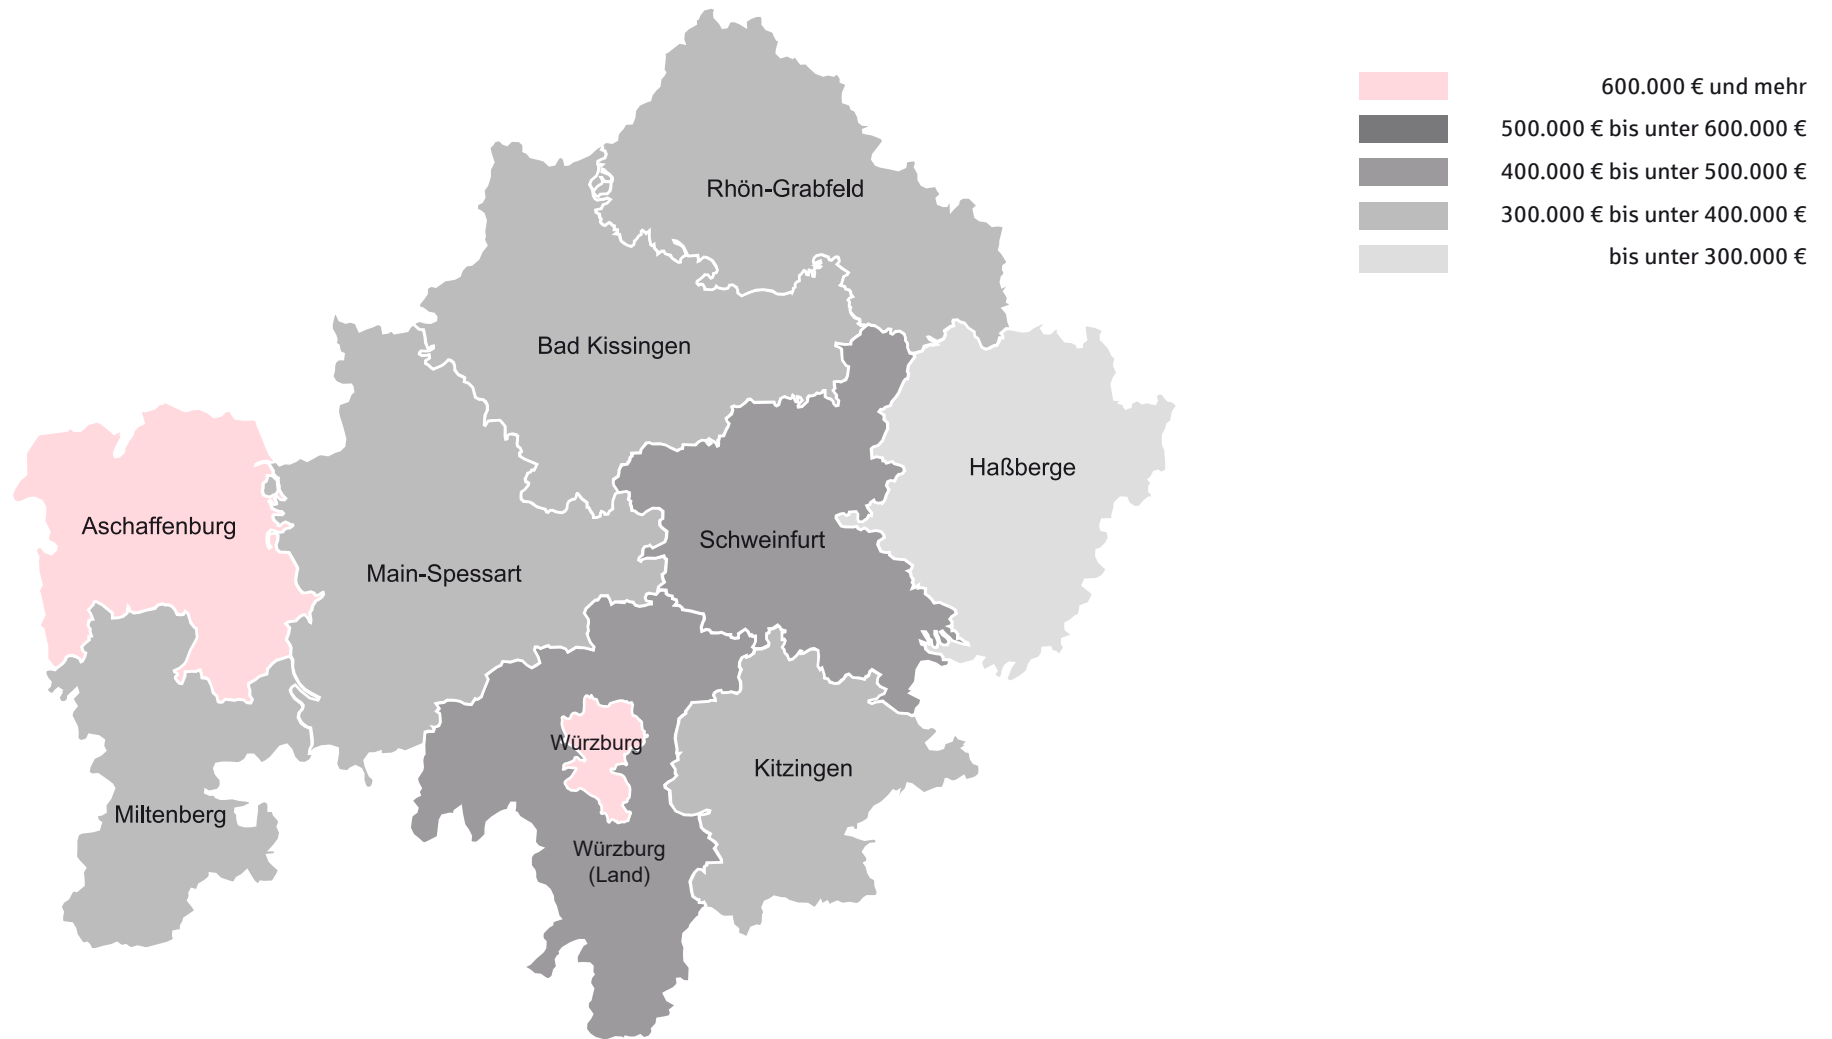 600.000 € und mehr
500.000 € bis unter 600.000 €
400.000 € bis unter 500.000 €
300.000 € bis unter 400.000 €
bis unter 300.000 €
Rhön-Grabfeld
Bad Kissingen
Haßberge
Aschaffenburg
Schweinfurt
Main-Spessart
Würzburg
Kitzingen
Miltenberg
Würzburg
(Land)